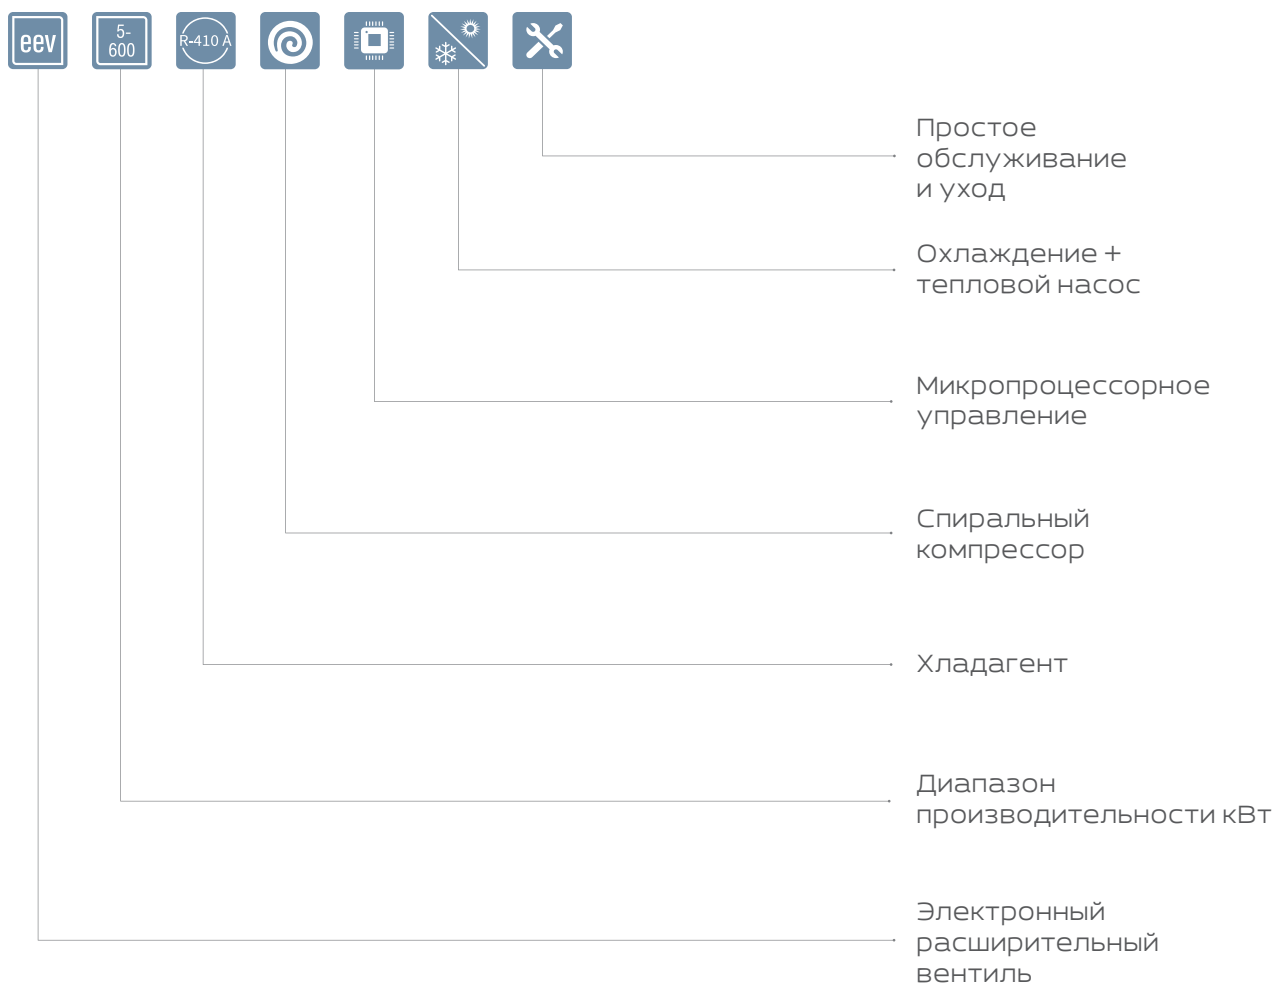 eev
5-
600
R-410 A
Простое
обслуживание
и уход
Охлаждение +
тепловой насос
Микропроцессорное
управление
Спиральный
компрессор
Хладагент
Диапазон
производительности кВт
Электронный
расширительный
вентиль